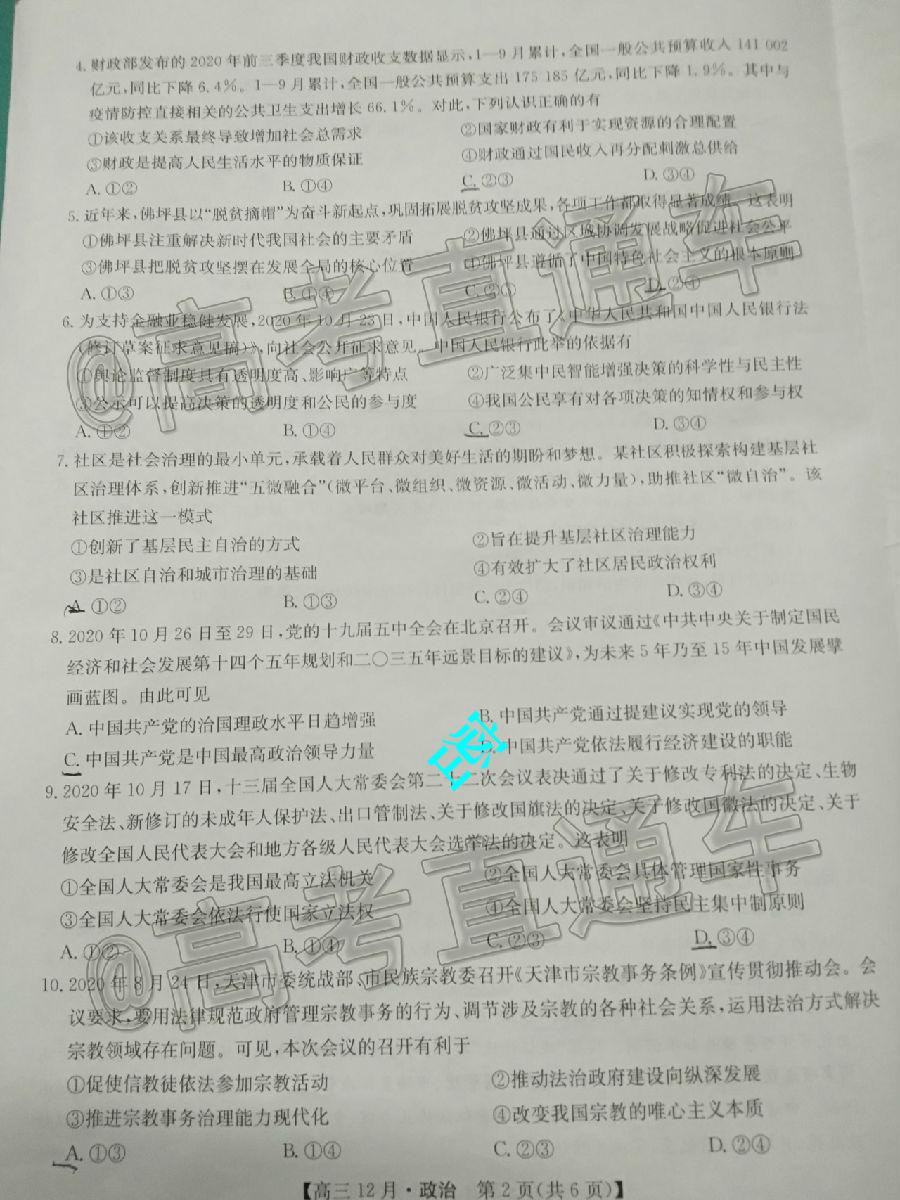 4. 财政部发布的2020年前三季度我国财政收支数据显示,1—9月累计,全国一般公共预算收入141 002
亿元,同比下降6.4%。1—9月累计,全国一般公共预算支出175 185亿元,同比下降1.9%。其中与
疫情防控直接相关的公共卫生支出增长66.1%。对此,下列认识正确的有
①该收支关系最终导致增加社会总需求 ②国家财政有利于实现资源的合理配置
③财政是提高人民生活水平的物质保证 ④财政通过国民收入再分配刺激总供给
A. ①② B. ①④ C. ②③ D. ③④
5. 近年来,佛坪县以“脱贫摘帽”为奋斗新起点,巩固拓展脱贫攻坚成果,各项工作都取得显著成绩。这表明
①佛坪县注重解决新时代我国社会的主要矛盾 ②佛坪县通过区域协调发展战略促进社会公平
③佛坪县把脱贫攻坚摆在发展全局的核心位置 ④佛坪县遵循了中国特色社会主义的根本原则
A. ①③ B. ①④ C. ②③ D. ②④
6. 为支持金融业稳健发展,2020年10月23日,中国人民银行公布了《中华人民共和国中国人民银行法
(修订草案征求意见稿)》,向社会公开征求意见。中国人民银行此举的依据有
①舆论监督制度具有透明度高、影响广等特点 ②广泛集中民智能增强决策的科学性与民主性
③公示可以提高决策的透明度和公民的参与度 ④我国公民享有对各项决策的知情权和参与权
A. ①② B. ①④ C. ②③ D. ③④
7. 社区是社会治理的最小单元,承载着人民群众对美好生活的期盼和梦想。某社区积极探索构建基层社
区治理体系,创新推进“五微融合”(微平台、微组织、微资源、微活动、微力量),助推社区“微自治”。该
社区推进这一模式
①创新了基层民主自治的方式 ②旨在提升基层社区治理能力
③是社区自治和城市治理的基础 ④有效扩大了社区居民政治权利
A. ①② B. ①③ C. ②④ D. ③④
8. 2020年10月26日至29日,党的十九届五中全会在北京召开。会议审议通过《中共中央关于制定国民
经济和社会发展第十四个五年规划和二〇三五年远景目标的建议》,为未来5年乃至15年中国发展擘
画蓝图。由此可见
A. 中国共产党的治国理政水平日趋增强 B. 中国共产党通过提建议实现党的领导
C. 中国共产党是中国最高政治领导力量 D. 中国共产党依法履行经济建设的职能
9. 2020年10月17日,十三届全国人大常委会第二十二次会议表决通过了关于修改专利法的决定、生物
安全法、新修订的未成年人保护法、出口管制法、关于修改国旗法的决定、关于修改国徽法的决定、关于
修改全国人民代表大会和地方各级人民代表大会选举法的决定。这表明
①全国人大常委会是我国最高立法机关 ②全国人大常委会具体管理国家性事务
③全国人大常委会依法行使国家立法权 ④全国人大常委会坚持民主集中制原则
A. ①② B. ①④ C. ②③ D. ③④
10. 2020年8月24日,天津市委统战部、市民族宗教委召开《天津市宗教事务条例》宣传贯彻推动会。会
议要求,要用法律规范政府管理宗教事务的行为、调节涉及宗教的各种社会关系,运用法治方式解决
宗教领域存在问题。可见,本次会议的召开有利于
①促使信教徒依法参加宗教活动 ②推动法治政府建设向纵深发展
③推进宗教事务治理能力现代化 ④改变我国宗教的唯心主义本质
A. ①③ B. ①④ C. ②③ D. ②④
【高三12月·政治 第2页(共6页)】
@高考直通车
@高考直通车